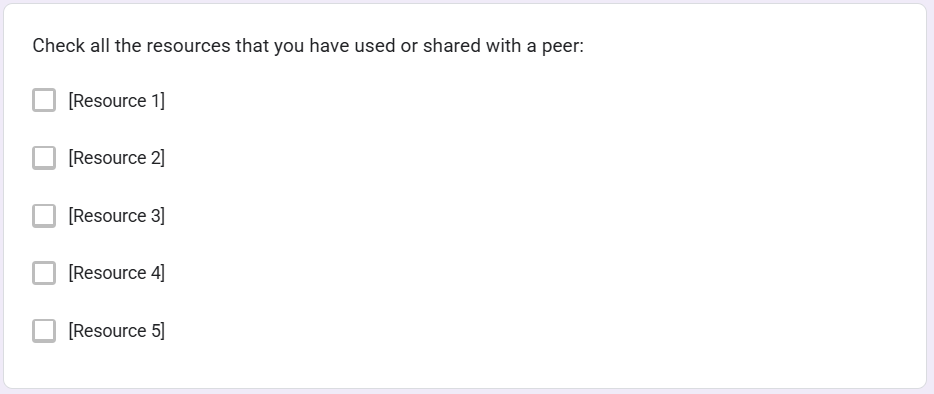 Check all the resources that you have used or shared with a peer:
[Resource 1]
[Resource 2]
[Resource 3]
[Resource 4]
[Resource 5]